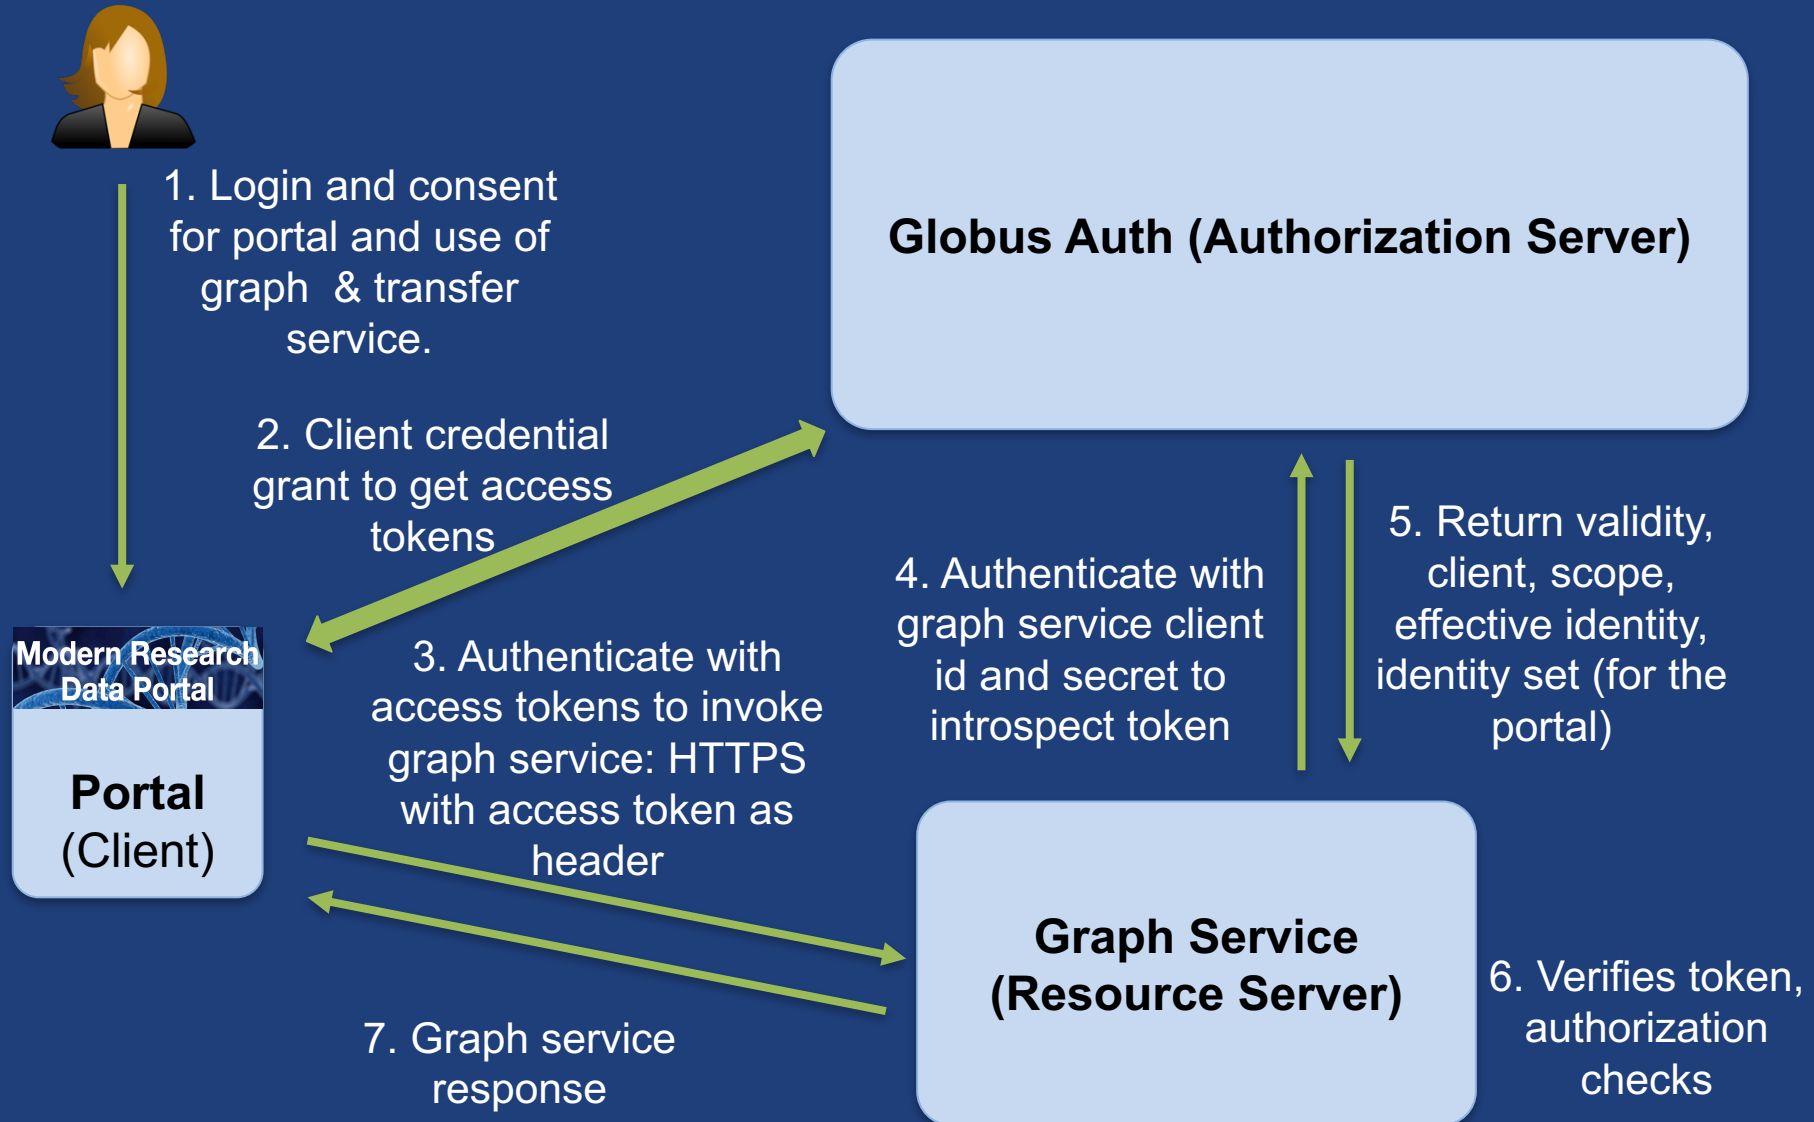 1. Login and consent
for portal and use of
graph & transfer
service.
Globus Auth (Authorization Server)
2. Client credential
grant to get access
tokens
3. Authenticate with
access tokens to invoke
graph service: HTTPS
with access token as
header
4. Authenticate with
graph service client
id and secret to
introspect token
5. Return validity,
client, scope,
effective identity,
identity set (for the
portal)
Modern Research
Data Portal
Portal
(Client)
Graph Service
(Resource Server)
6. Verifies token,
authorization
checks
7. Graph service
response